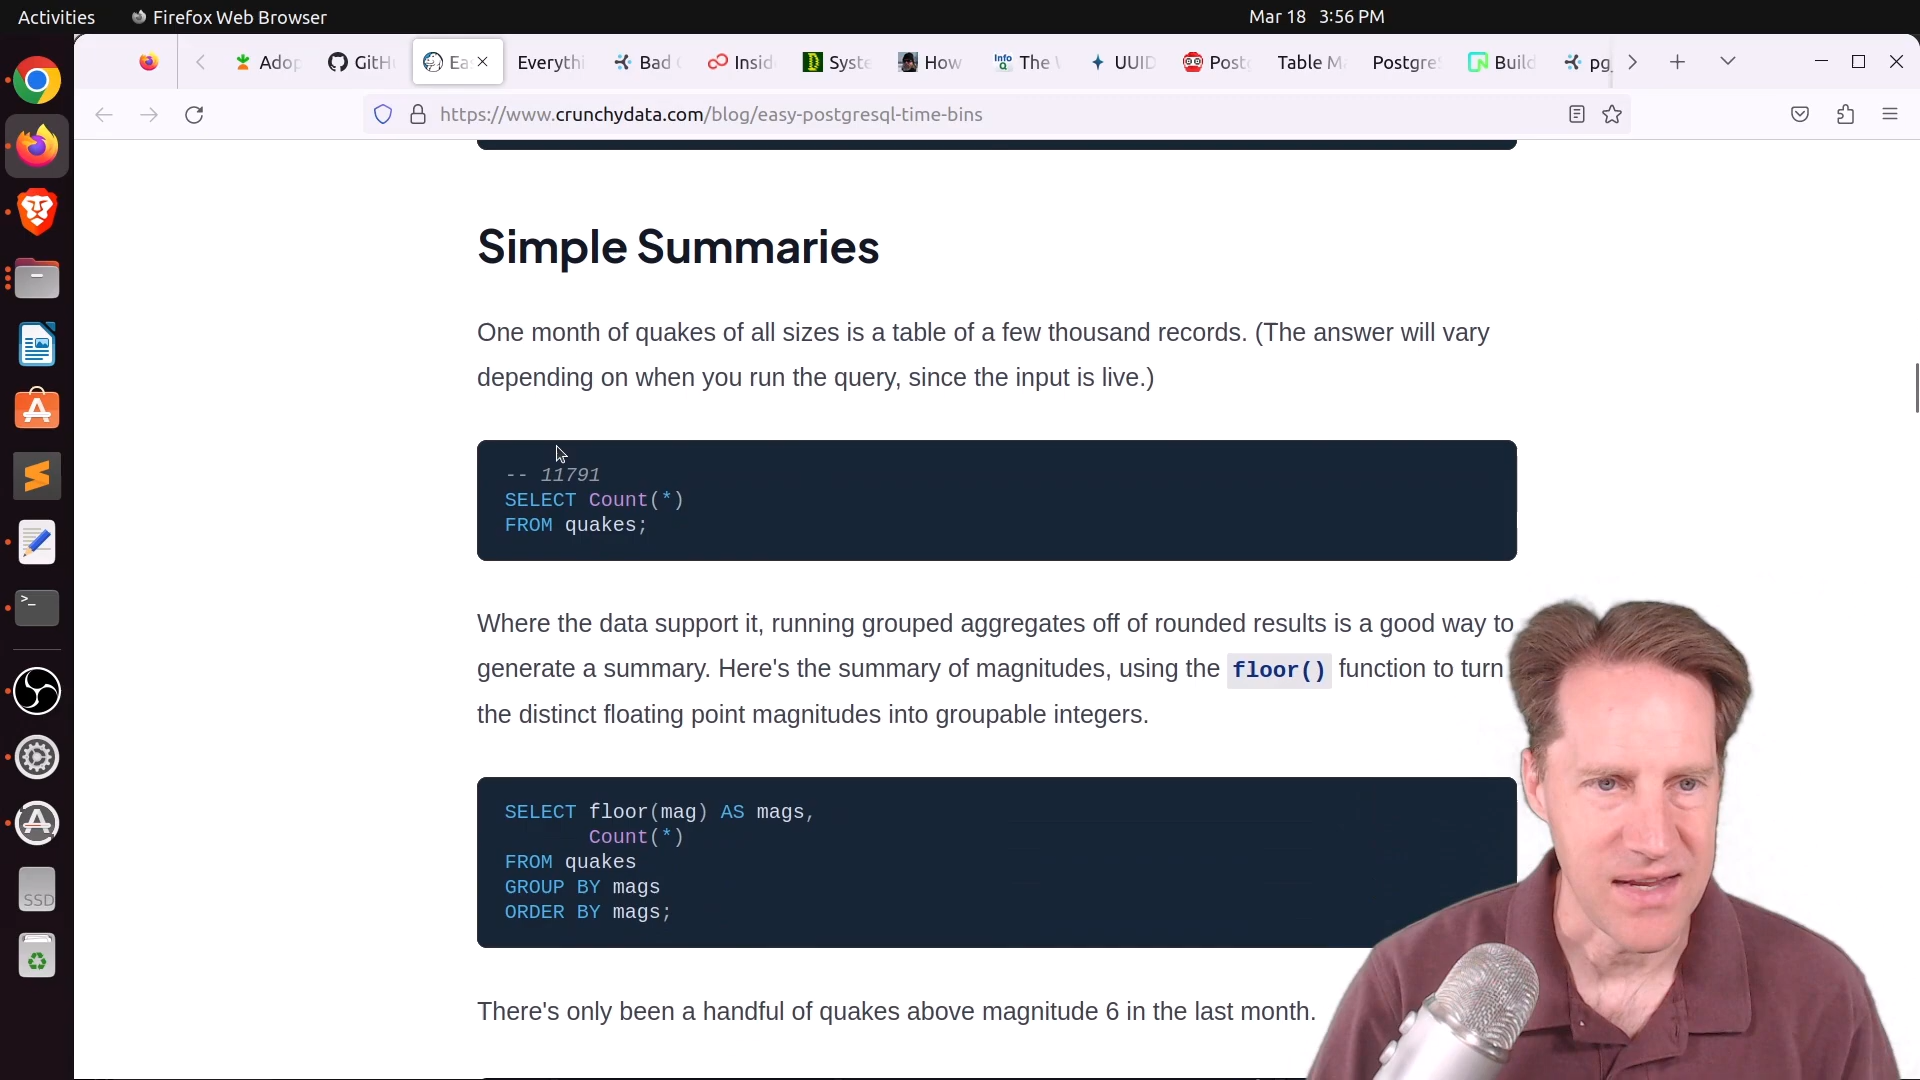 Activities Firefox Web Browser Mar 18 3:56 PM
Adop GitH Ea Everythi Bad Insid Syste How The UUID Postg Table M Postgre Build pg_
https://www.crunchydata.com/blog/easy-postgresql-time-bins
Simple Summaries
One month of quakes of all sizes is a table of a few thousand records. (The answer will vary
depending on when you run the query, since the input is live.)
-- 11791
SELECT Count(*)
FROM quakes;
Where the data support it, running grouped aggregates off of rounded results is a good way to
generate a summary. Here's the summary of magnitudes, using the floor() function to turn
the distinct floating point magnitudes into groupable integers.
SELECT floor(mag) AS mags,
Count(*)
FROM quakes
GROUP BY mags
ORDER BY mags;
There's only been a handful of quakes above magnitude 6 in the last month.
SSD